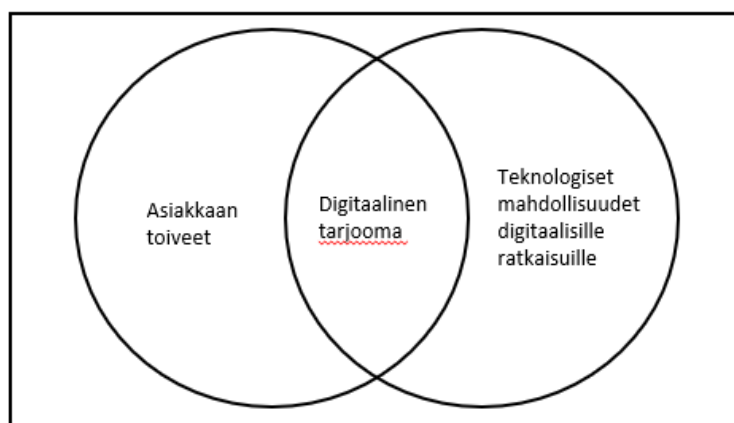 Asiakkaan
toiveet
Digitaalinen
tarjooma
Teknologiset
mahdollisuudet
digitaalisille
ratkaisuille